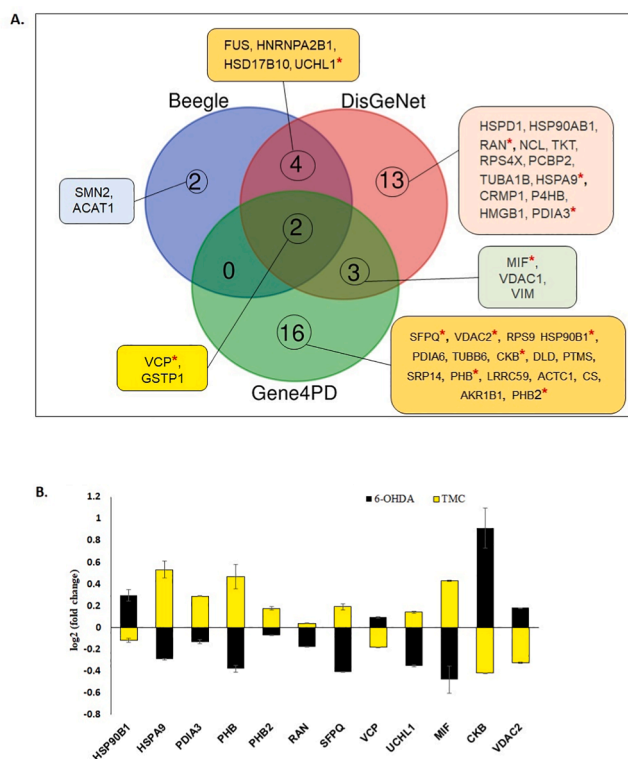 A.
FUS, HNRNPA2B1,
HSD17B10, UCHL1*
Beegle
DisGeNet
HSPD1, HSP90AB1,
RAN*, NCL, TKT,
RPS4X, PCBP2,
TUBA1B, HSPA9*,
CRMP1, P4HB,
HMGB1, PDIA3*
4
2
13
SMN2,
ACAT1
2
0
3
MIF*,
VDAC1,
VIM
16
SFPQ*, VDAC2*, RPS9 HSP90B1*,
PDIA6, TUBB6, CKB*, DLD, PTMS,
SRP14, PHB*, LRRC59, ACTC1, CS,
AKR1B1, PHB2*
VCP*,
GSTP1
Gene4PD
B.
6-OHDA TMC
log2 (fold change)
1.2
1
0.8
0.6
0.4
0.2
0
-0.2
-0.4
-0.6
-0.8
HSP90B1 HSPA9 PDIA3 PHB PHB2 RAN SFPQ VCP UCHL1 MIF CKB VDAC2